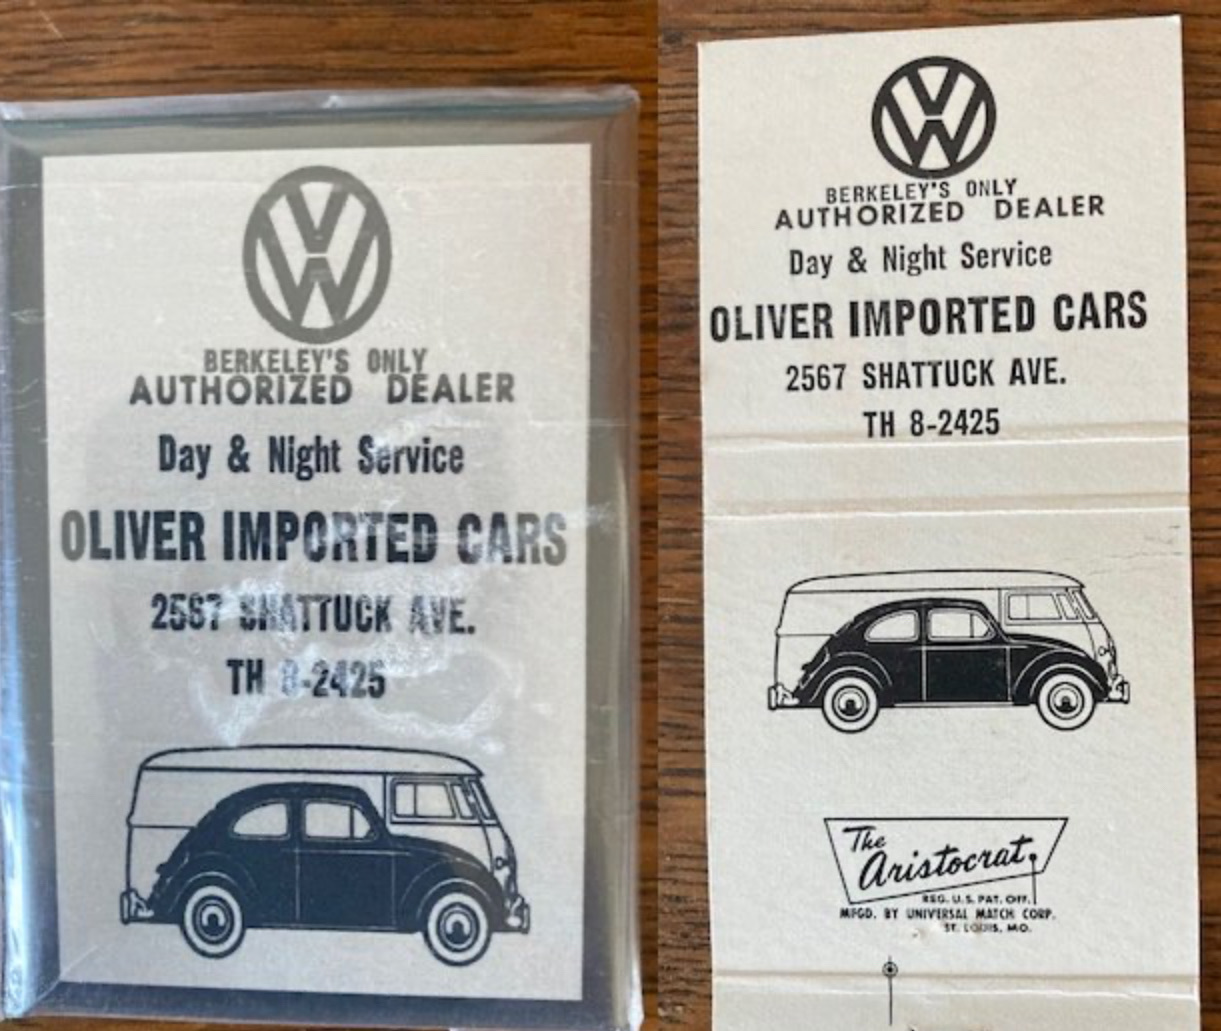 VW
BERKELEY'S ONLY
AUTHORIZED DEALER
Day & Night Service
OLIVER IMPORTED CARS
2567 SHATTUCK AVE.
TH 8-2425
VW
BERKELEY'S ONLY
AUTHORIZED DEALER
Day & Night Service
OLIVER IMPORTED CARS
2567 SHATTUCK AVE.
TH 8-2425
The
Aristocrat
REG. U.S. PAT. OFF.
MFGD. BY UNIVERSAL MATCH CORP.
ST. LOUIS, MO.